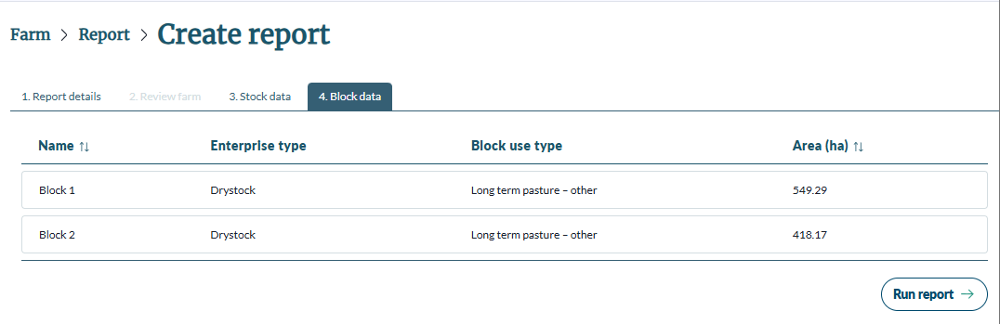 Farm > Report > Create report
1. Report details 2. Review farm 3. Stock data 4. Block data
Name ↑↓ Enterprise type Block use type Area (ha) ↑↓
Block 1 Drystock Long term pasture – other 549.29
Block 2 Drystock Long term pasture – other 418.17
Run report →